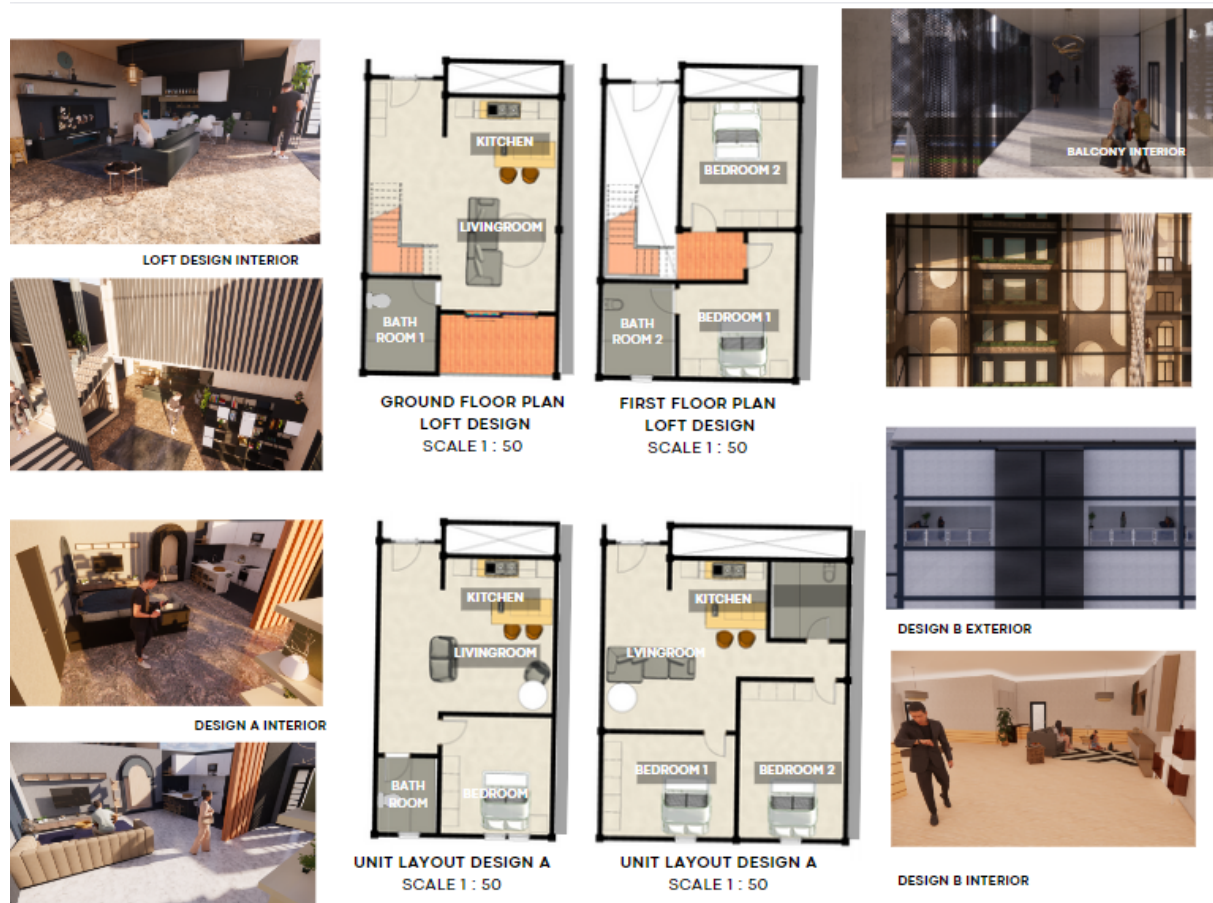 BALCONY INTERIOR
LOFT DESIGN INTERIOR
KITCHEN
LIVINGROOM
BATH
ROOM 1
GROUND FLOOR PLAN
LOFT DESIGN
SCALE 1 : 50
BEDROOM 2
BEDROOM 1
BATH
ROOM 2
FIRST FLOOR PLAN
LOFT DESIGN
SCALE 1 : 50
DESIGN A INTERIOR
KITCHEN
LIVINGROOM
BATH
ROOM
BEDROOM
UNIT LAYOUT DESIGN A
SCALE 1 : 50
KITCHEN
LVINGROOM
BEDROOM 1
BEDROOM 2
UNIT LAYOUT DESIGN A
SCALE 1 : 50
DESIGN B EXTERIOR
DESIGN B INTERIOR